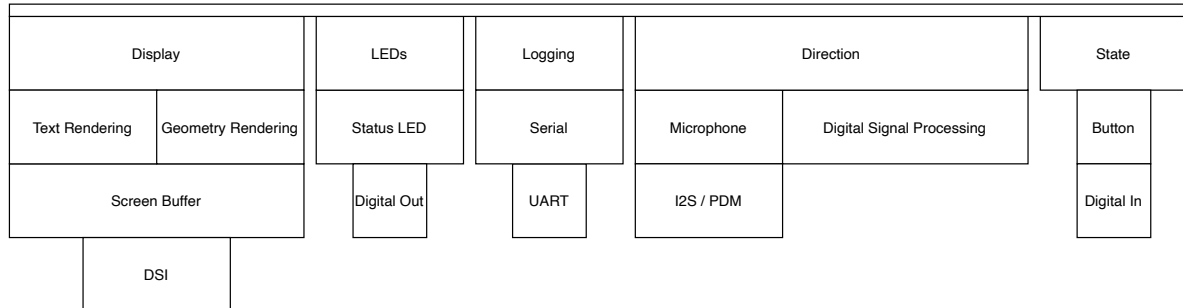 Display
LEDs
Logging
Direction
State
Text Rendering
Geometry Rendering
Status LED
Serial
Microphone
Digital Signal Processing
Button
Screen Buffer
Digital Out
UART
I2S / PDM
Digital In
DSI